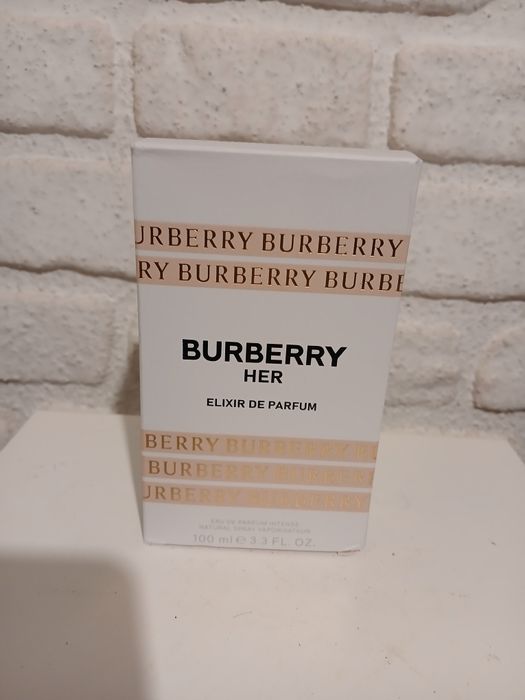 URBERRY BURBERRY
RY BURBERRY BURBE
BURBERRY
HER
ELIXIR DE PARFUM
BERRY BURBERRY BU
BURBERRY BURBERR
URBERRY BURBERRY
EAU DE PARFUM INTENSE
NATURAL SPRAY VAPORISATEUR
100 ml ℮ 3.3 FL. OZ.